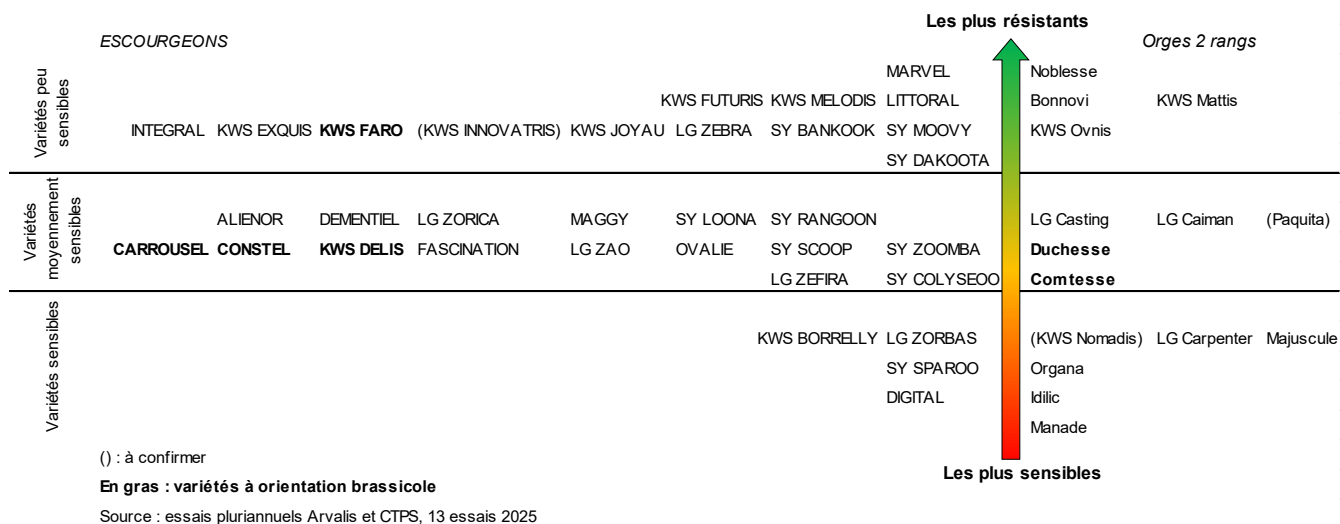 Les plus résistants
ESCOURGEONS
Orges 2 rangs
Variétés peu sensibles
MARVEL Noblesse
KWS FUTURIS KWS MELODIS LITTORAL Bonnovi KWS Mattis
INTEGRAL KWS EXQUIS KWS FARO (KWS INNOVATRIS) KWS JOYAU LG ZEBRA SY BANKOOK SY MOOVY KWS Ovnis
SY DAKOOTA
Variétés moyennement sensibles
ALIENOR DEMENTIEL LG ZORICA MAGGY SY LOONA SY RANGOON LG Casting LG Caiman (Paquita)
CARROUSEL CONSTEL KWS DELIS FASCINATION LG ZAO OVALIE SY SCOOP SY ZOOMBA Duchesse
LG ZEFIRA SY COLYSEOO Comtesse
Variétés sensibles
KWS BORRELLY LG ZORBAS (KWS Nomadis) LG Carpenter Majuscule
SY SPAROO Organa
DIGITAL Idilic
Manade
() : à confirmer
Les plus sensibles
En gras : variétés à orientation brassicole
Source : essais pluriannuels Arvalis et CTPS, 13 essais 2025